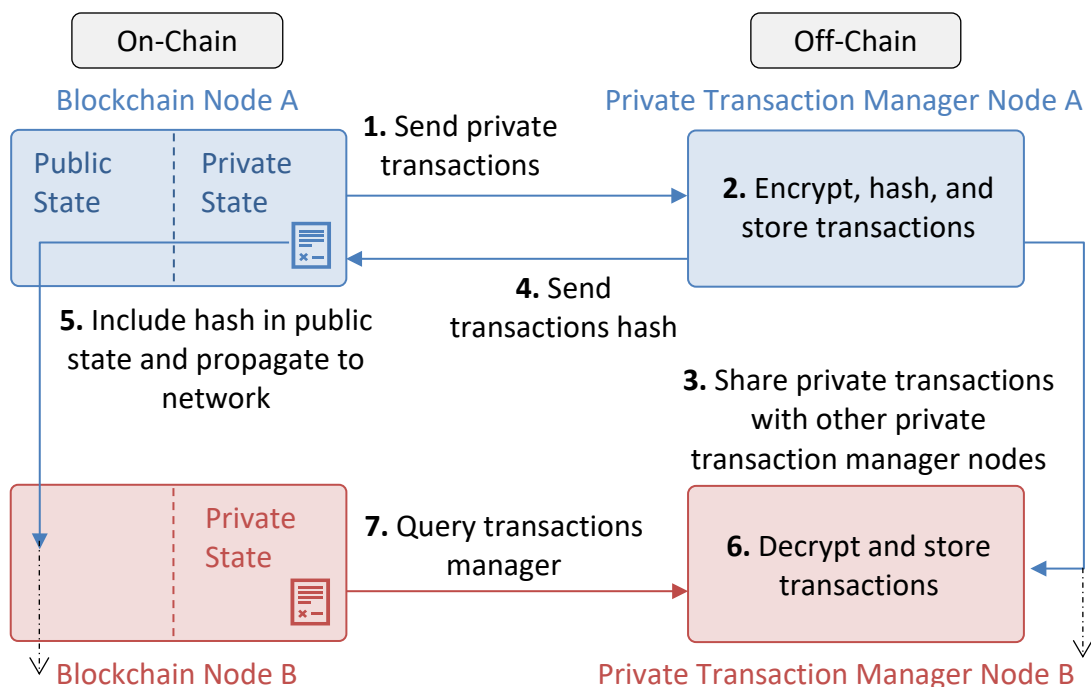 On-Chain
Off-Chain
Blockchain Node A
Private Transaction Manager Node A
Public
State
Private
State
1. Send private
transactions
2. Encrypt, hash, and
store transactions
4. Send
transactions hash
5. Include hash in public
state and propagate to
network
3. Share private transactions
with other private
transaction manager nodes
Private
State
7. Query transactions
manager
6. Decrypt and store
transactions
Blockchain Node B
Private Transaction Manager Node B